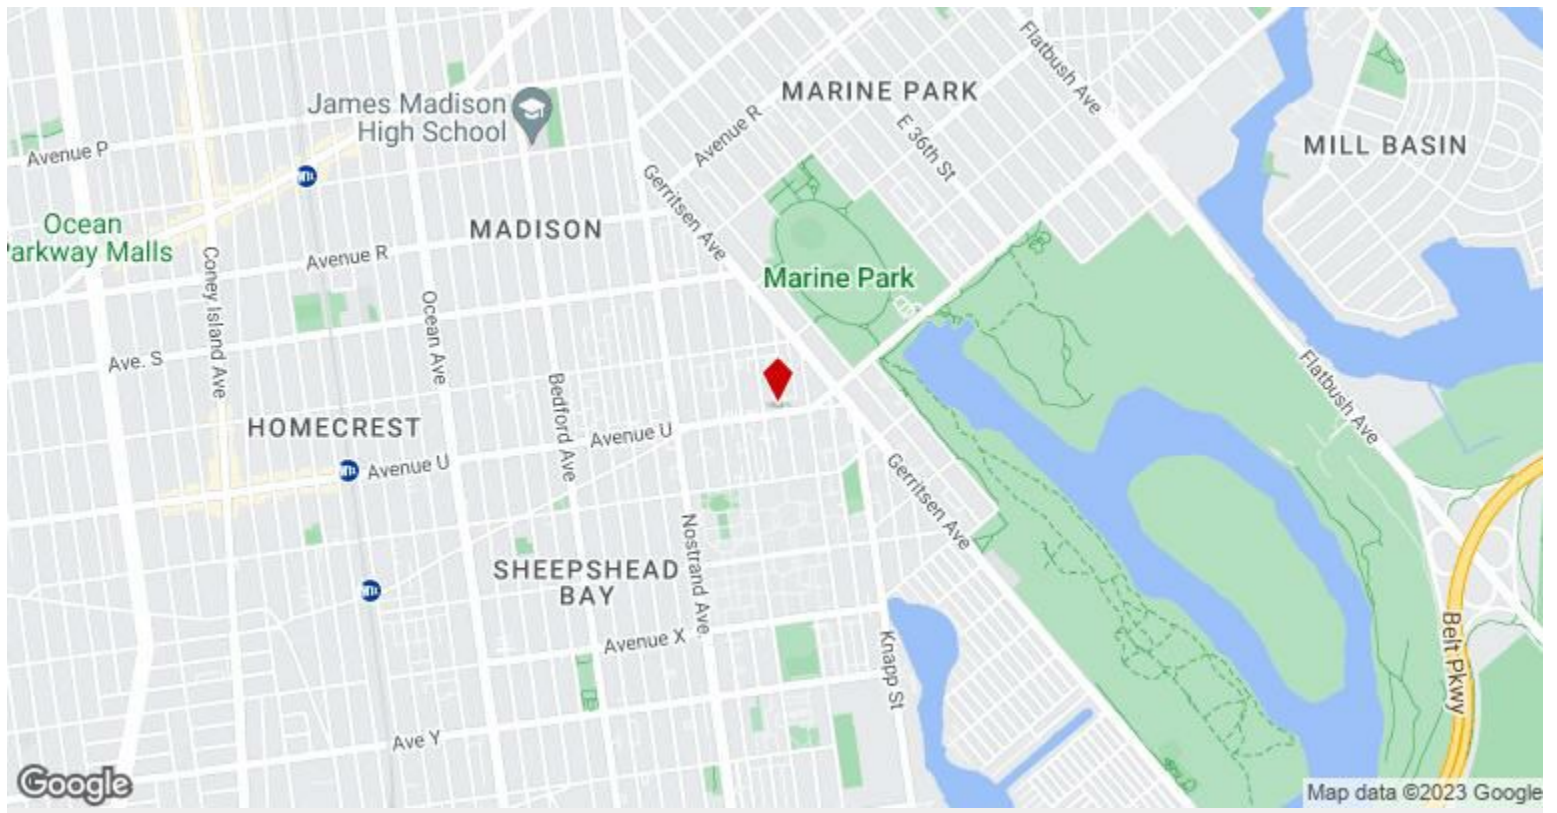 Flatbush Ave
MARINE PARK
James Madison
High School
Avenue R
E 36th St
MILL BASIN
Avenue P
Gerritsen Ave
Ocean
Parkway Malls
MADISON
Coney Island Ave
Avenue R
Marine Park
Ocean Ave
Ave. S
Flatbush Ave
Bedford Ave
HOMECREST
Avenue U
Avenue U
Gerritsen Ave
Nostrand Ave
SHEEPSHEAD
BAY
Avenue X
Knapp St
Belt Pkwy
Ave Y
Google
Map data ©2023 Google